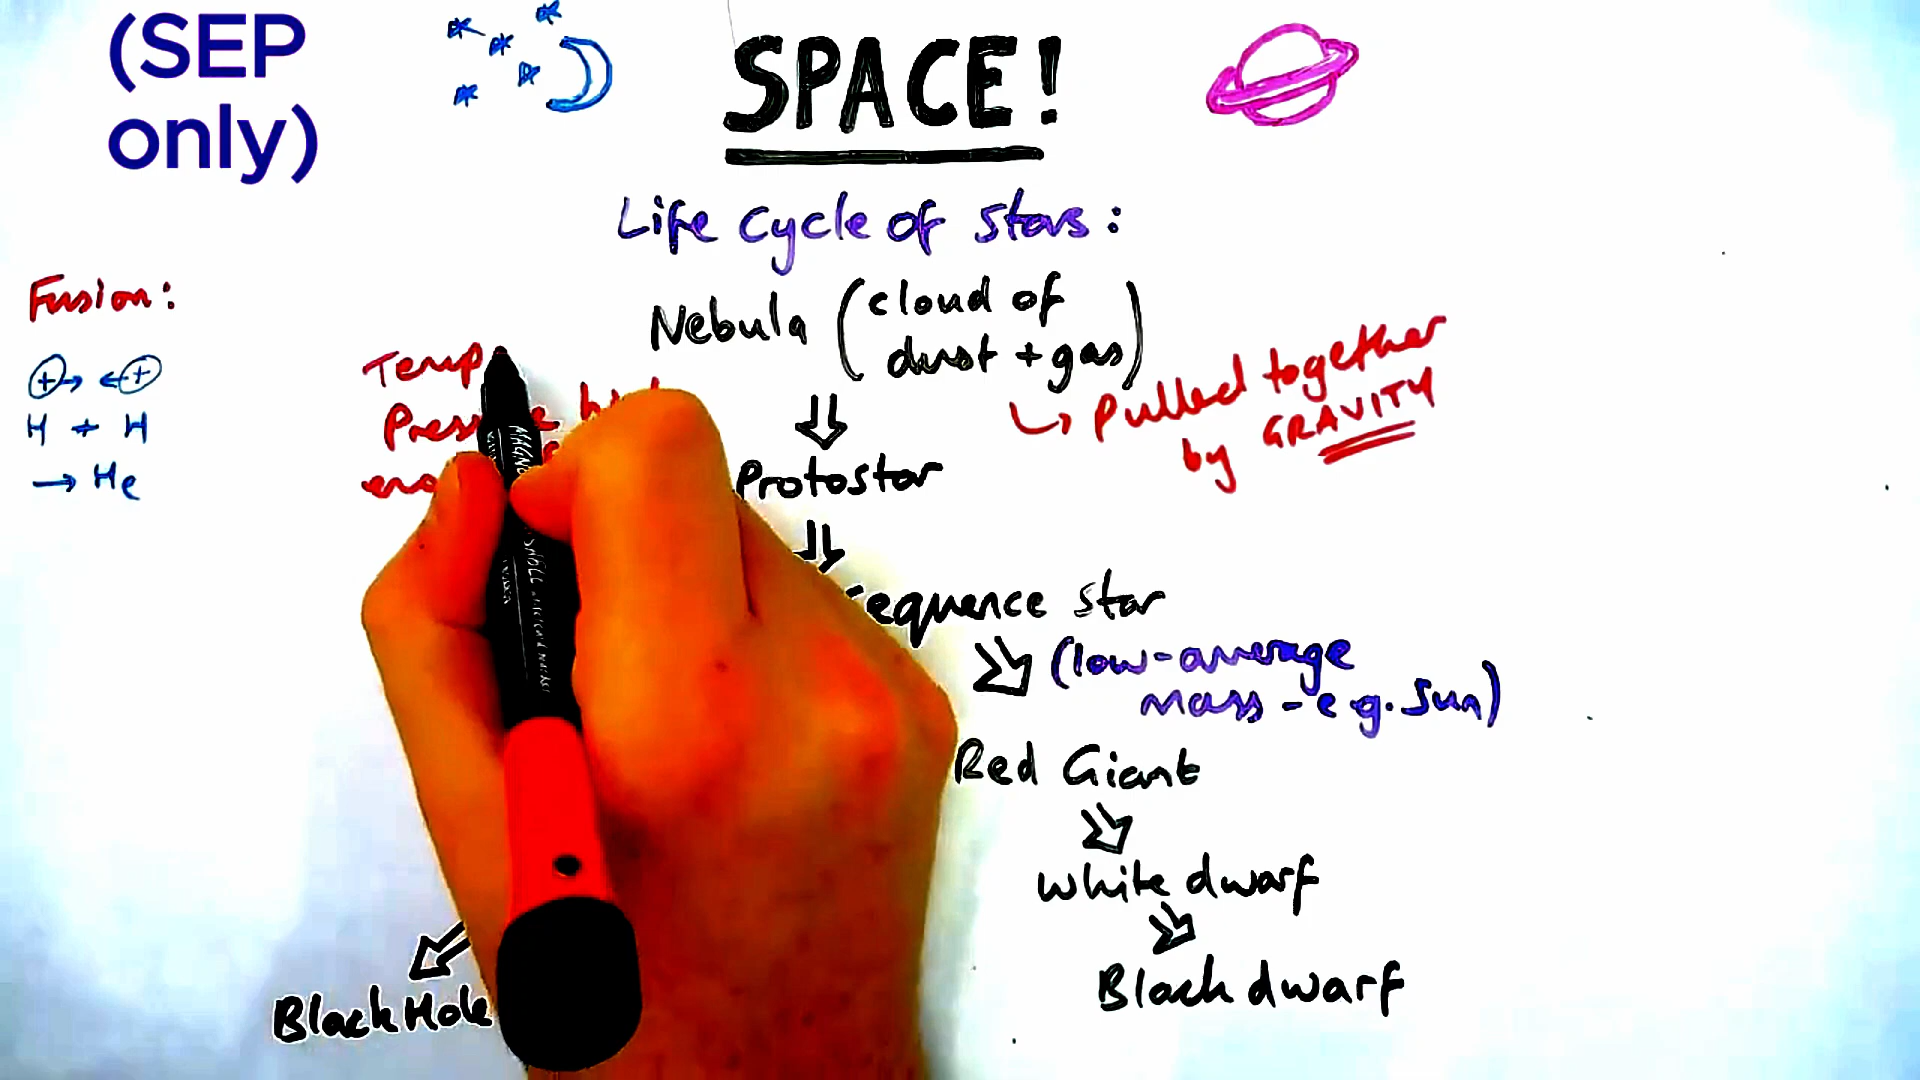 (SEP
only)
SPACE!
Life cycle of stars:
Fusion:
+ +
H + H
→ He
Nebula (cloud of
dust + gas)
↳ Pulled together
by GRAVITY
Temp
⇓
Protostar
⇓
star
(low-average
mass - e.g. Sun)
Red Giant
White dwarf
Black dwarf
Black Hole